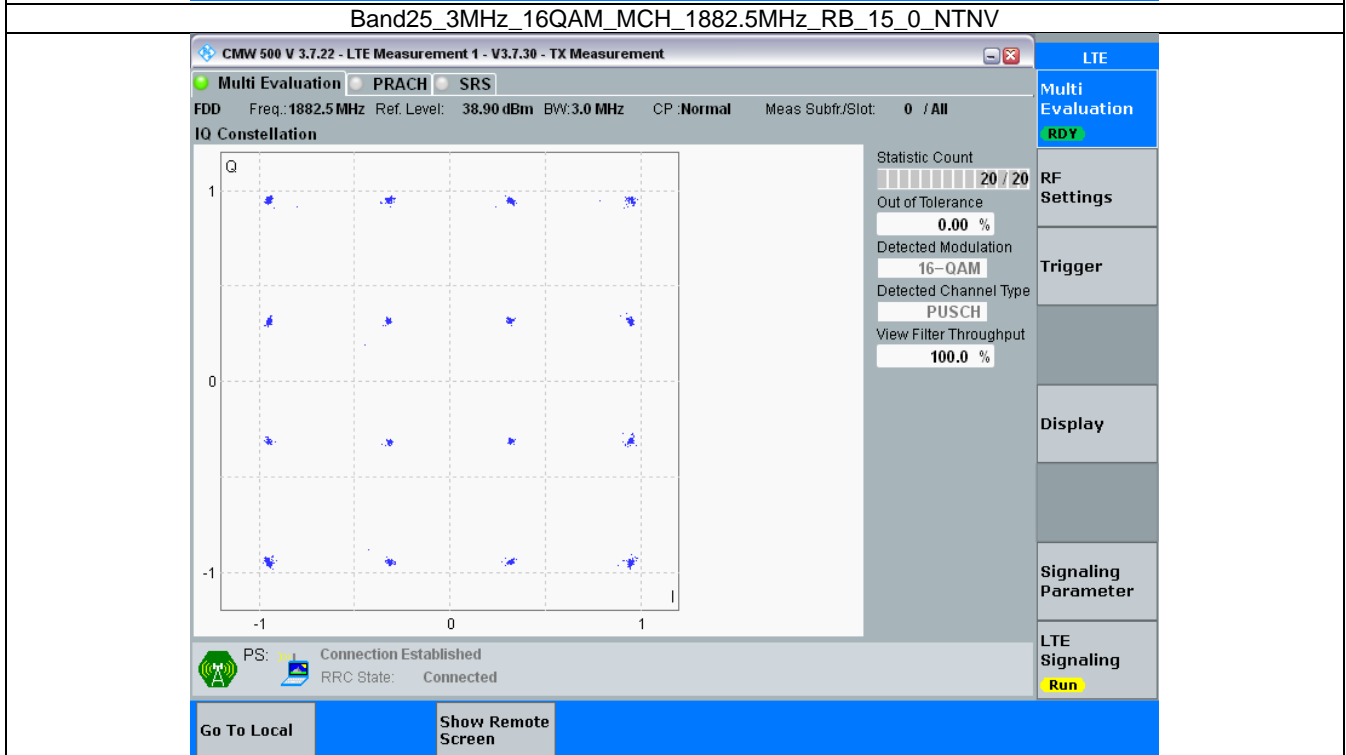 Band25_3MHz_16QAM_MCH_1882.5MHz_RB_15_0_NTNV
CMW 500 V 3.7.22 - LTE Measurement 1 - V3.7.30 - TX Measurement
LTE
Multi Evaluation PRACH SRS
FDD Freq.:1882.5 MHz Ref. Level: 38.90 dBm BW:3.0 MHz CP :Normal Meas Subfr./Slot: 0 / All
IQ Constellation
Q
1
0
-1
I
-1 0 1
Statistic Count
20 / 20
Out of Tolerance
0.00 %
Detected Modulation
16-QAM
Detected Channel Type
PUSCH
View Filter Throughput
100.0 %
Multi
Evaluation
RDY
RF
Settings
Trigger
Display
Signaling
Parameter
LTE
Signaling
Run
PS: Connection Established
RRC State: Connected
Go To Local
Show Remote
Screen